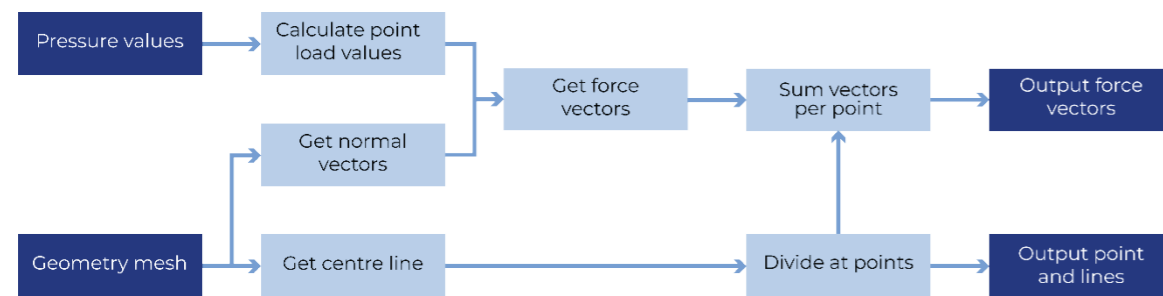 Pressure values
Calculate point
load values
Get normal
vectors
Get force
vectors
Sum vectors
per point
Output force
vectors
Geometry mesh
Get centre line
Divide at points
Output point
and lines